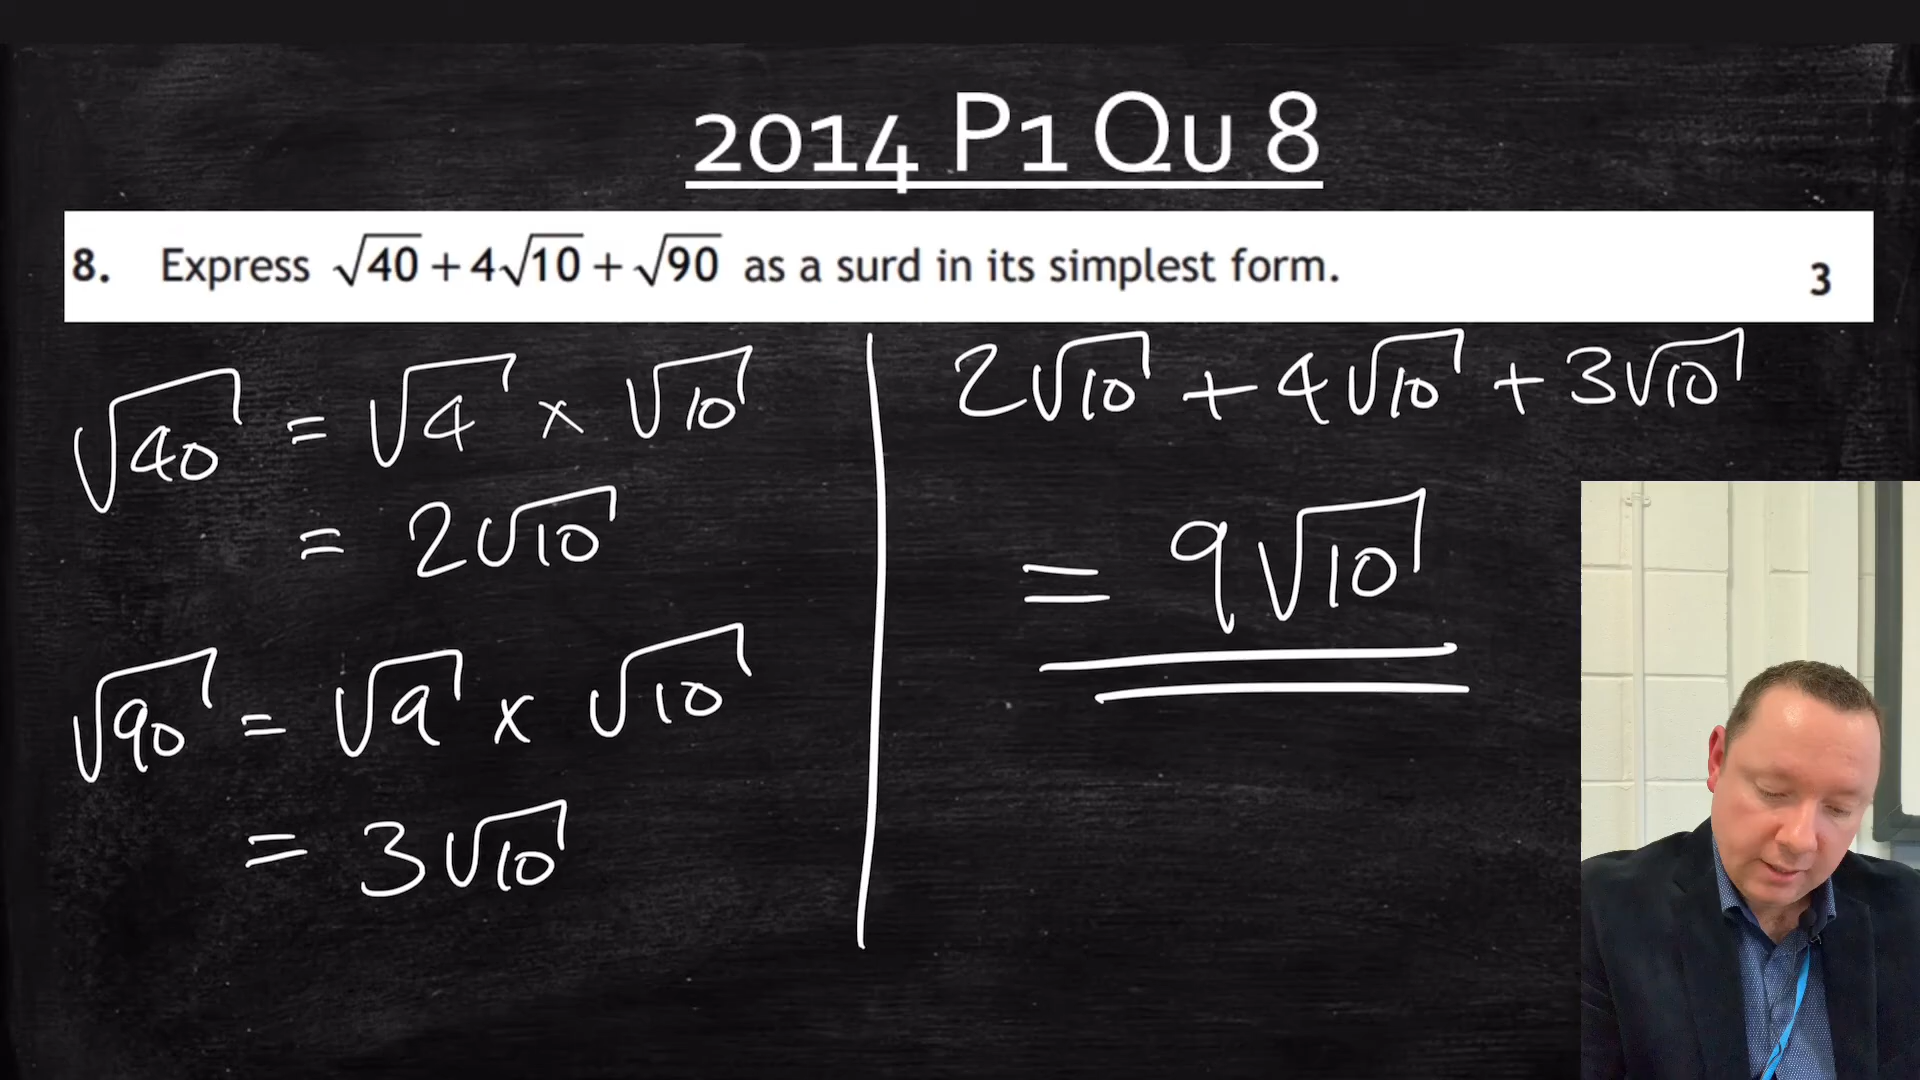 2014 P1 Qu 8
8. Express √40 + 4√10 + √90 as a surd in its simplest form. 3
√40 = √4 × √10
= 2√10
√90 = √9 × √10
= 3√10
2√10 + 4√10 + 3√10
= 9√10